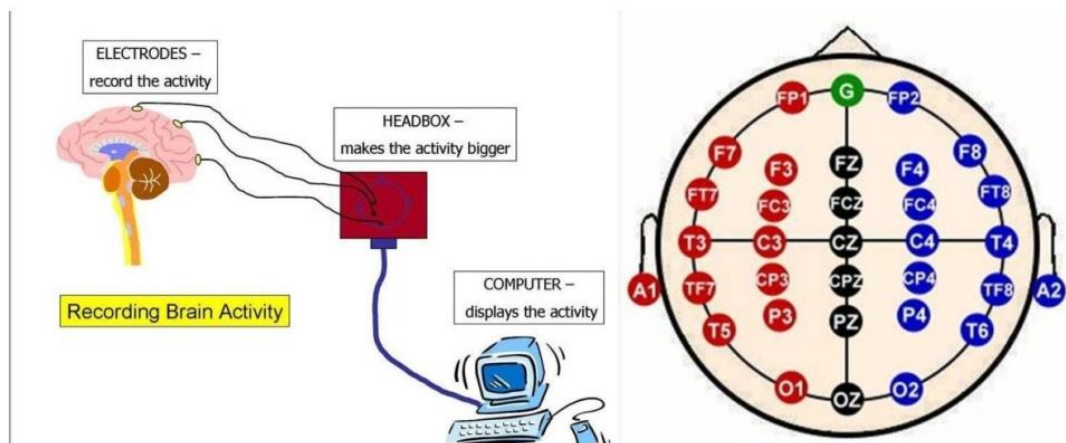 ELECTRODES –
record the activity
HEADBOX –
makes the activity bigger
COMPUTER –
displays the activity
Recording Brain Activity
FP1
G
FP2
F7
F8
F3
FZ
F4
FT7
FC3
FCZ
FC4
FT8
T3
C3
CZ
C4
T4
A1
TF7
CP3
CPZ
CP4
TF8
A2
T5
P3
PZ
P4
T6
O1
OZ
O2